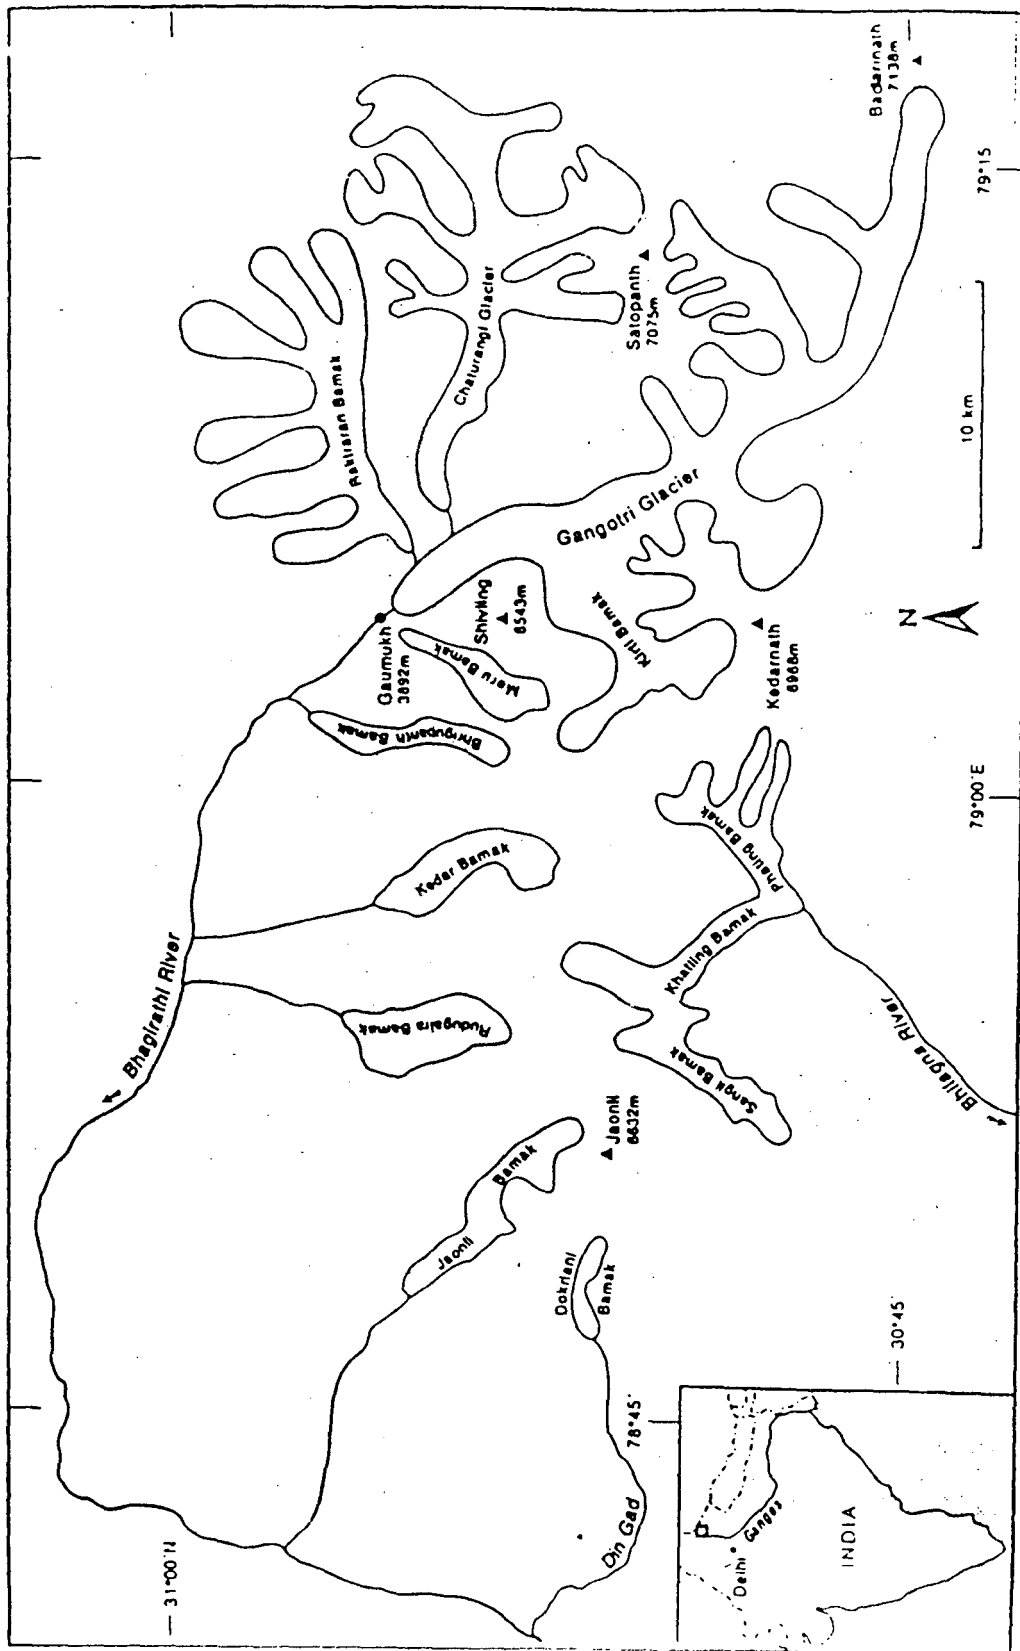 31°00'N
Bhagirathi River
Raktvaran Bamak
Chaturangi Glacier
Badarinath
7138m
Satopanth
7075m
79°15
Gangotri Glacier
10 km
Gaumukh
3892m
Shivling
6543m
Meru Bamak
Bhrigupanth Bamak
Kirti Bamak
Kedarnath
6968m
N
Kedar Bamak
Rudugaira Bamak
Phating Bamak
79°00'E
Khatling Bamak
Sangli Bamak
Bhilagna River
Jaonli
6632m
Jaonli
Bamak
Dokriani
Bamak
Din Gad
78°45'
30°45'
Delhi
Ganges
INDIA